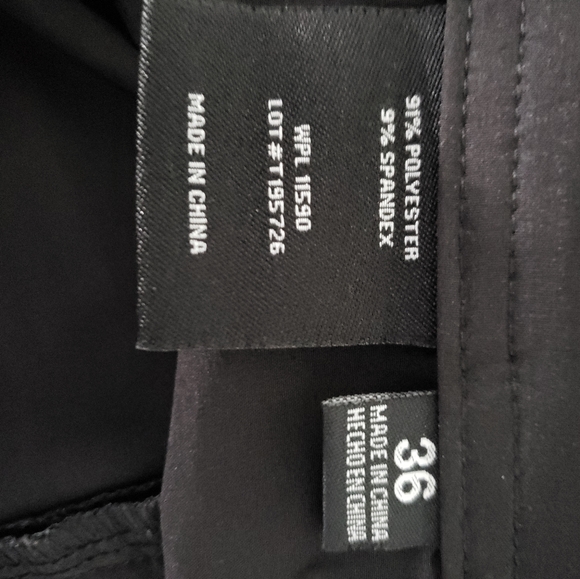 91% POLYESTER
9% SPANDEX
WPL 11590
LOT # T195726
MADE IN CHINA
36
MADE IN CHINA
HECHO EN CHINA